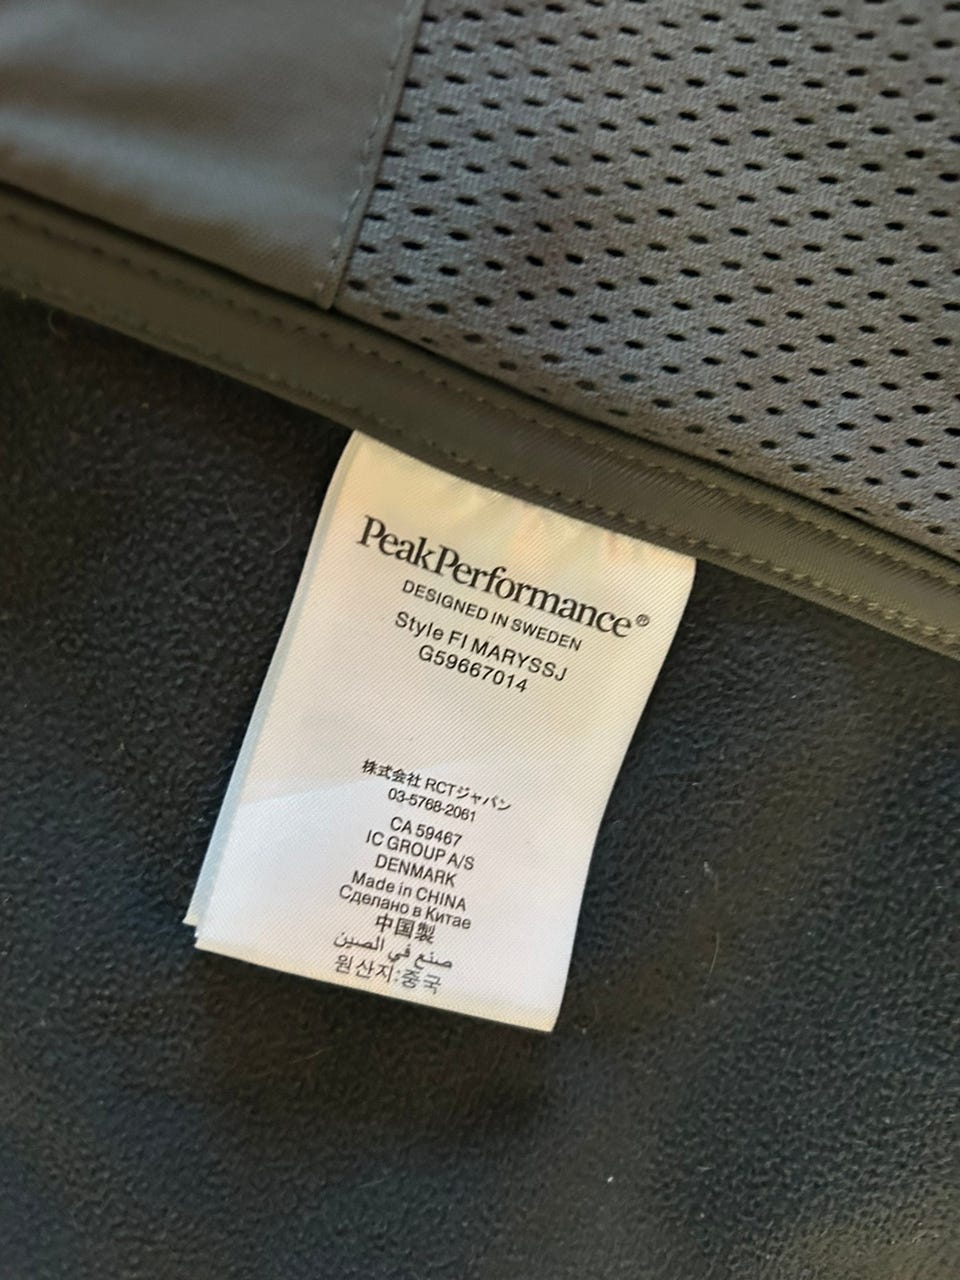 PeakPerformance®
DESIGNED IN SWEDEN
Style FI MARYSSJ
G59667014
株式会社 RCTジャパン
03-5768-2061
CA 59467
IC GROUP A/S
DENMARK
Made in CHINA
Сделано в Китае
中国製
صنع في الصين
원산지:중국